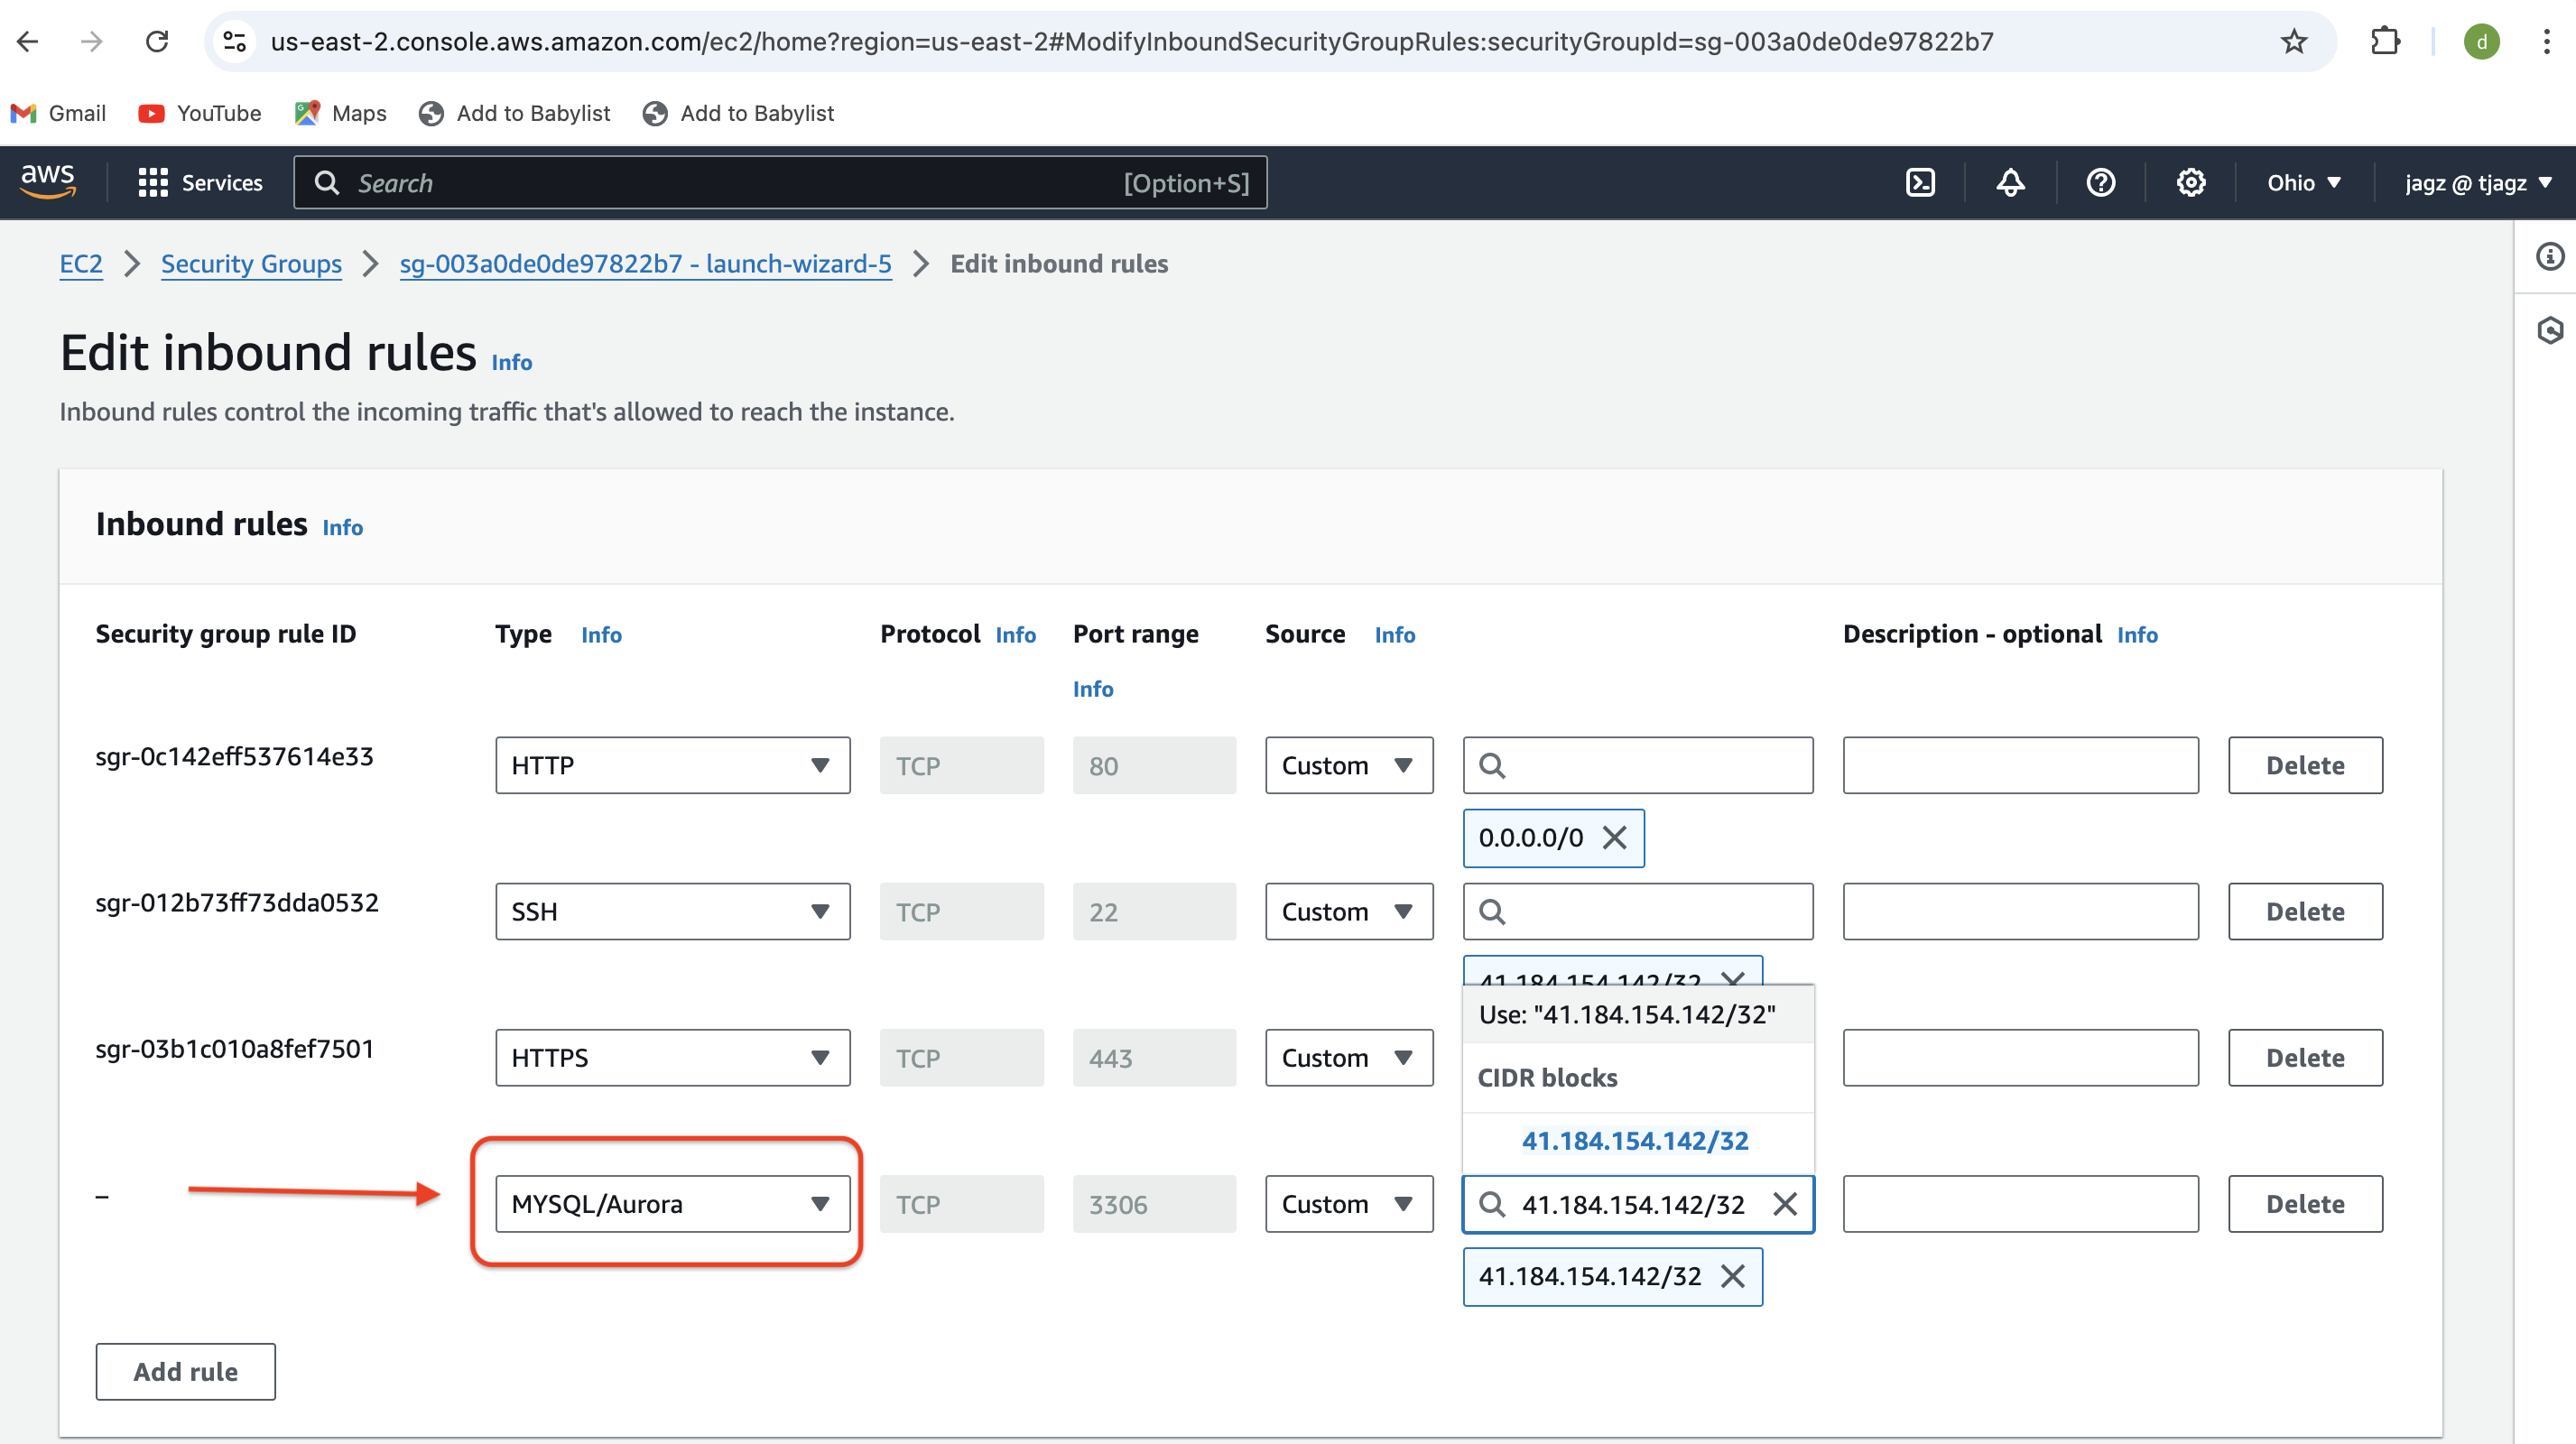 us-east-2.console.aws.amazon.com/ec2/home?region=us-east-2#ModifyInboundSecurityGroupRules:securityGroupId=sg-003a0de0de97822b7
d
Gmail YouTube Maps Add to Babylist Add to Babylist
aws Services Search [Option+S] Ohio jagz @ tjagz
EC2 Security Groups sg-003a0de0de97822b7 - launch-wizard-5 Edit inbound rules
Edit inbound rules Info
Inbound rules control the incoming traffic that's allowed to reach the instance.
Inbound rules Info
Security group rule ID Type Info Protocol Info Port range Source Info Description - optional Info
Info
sgr-0c142eff537614e33 HTTP TCP 80 Custom Delete
0.0.0.0/0
sgr-012b73ff73dda0532 SSH TCP 22 Custom Delete
41.184.154.142/32
Use: "41.184.154.142/32"
sgr-03b1c010a8fef7501 HTTPS TCP 443 Custom Delete
CIDR blocks
41.184.154.142/32
– MYSQL/Aurora TCP 3306 Custom 41.184.154.142/32 Delete
41.184.154.142/32
Add rule